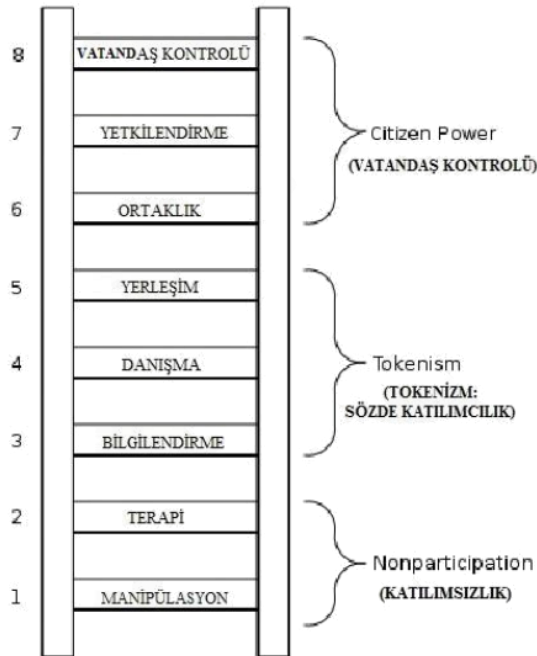 8 VATANDAŞ KONTROLÜ
7 YETKİLENDİRME
Citizen Power
(VATANDAŞ KONTROLÜ)
6 ORTAKLIK
5 YERLEŞİM
4 DANIŞMA
Tokenism
(TOKENİZM:
SÖZDE KATILIMCILIK)
3 BİLGİLENDİRME
2 TERAPİ
Nonparticipation
(KATILIMSIZLIK)
1 MANİPÜLASYON